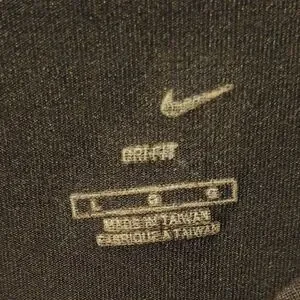 DRI-FIT
L G G
MADE IN TAIWAN
FABRIQUE A TAIWAN